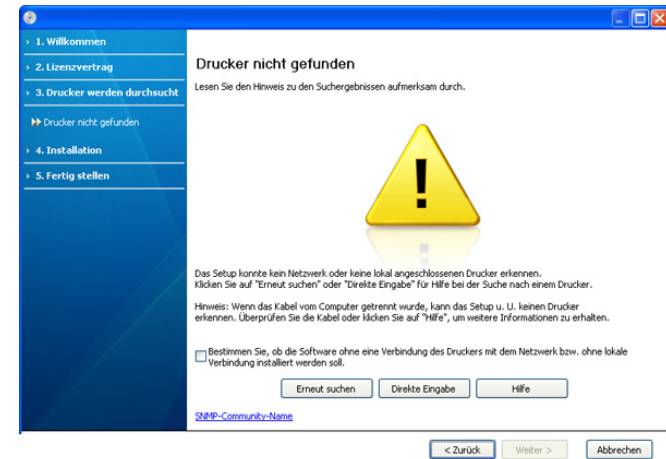 1. Willkommen
2. Lizenzvertrag
3. Drucker werden durchsucht
Drucker nicht gefunden
4. Installation
5. Fertig stellen
Drucker nicht gefunden
Lesen Sie den Hinweis zu den Suchergebnissen aufmerksam durch.
Das Setup konnte kein Netzwerk oder keine lokal angeschlossenen Drucker erkennen.
Klicken Sie auf "Erneut suchen" oder "Direkte Eingabe" für Hilfe bei der Suche nach einem Drucker.
Hinweis: Wenn das Kabel vom Computer getrennt wurde, kann das Setup u. U. keinen Drucker
erkennen. Überprüfen Sie die Kabel oder klicken Sie auf "Hilfe", um weitere Informationen zu erhalten.
Bestimmen Sie, ob die Software ohne eine Verbindung des Druckers mit dem Netzwerk bzw. ohne lokale
Verbindung installiert werden soll.
Erneut suchen Direkte Eingabe Hilfe
SNMP-Community-Name
< Zurück Weiter > Abbrechen